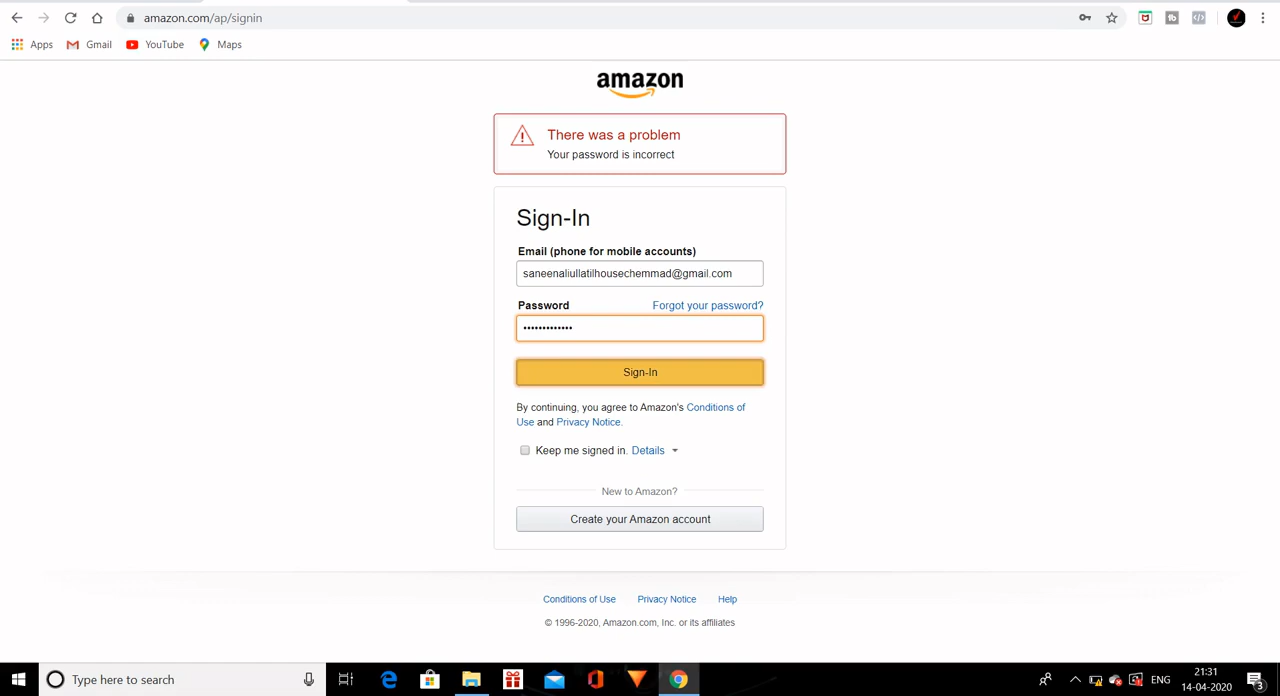 amazon.com/ap/signin
Apps Gmail YouTube Maps
amazon
There was a problem
Your password is incorrect
Sign-In
Email (phone for mobile accounts)
saneenaliullatilhousechemmad@gmail.com
Password Forgot your password?
•••••••••••••
Sign-In
By continuing, you agree to Amazon's Conditions of
Use and Privacy Notice.
Keep me signed in. Details
New to Amazon?
Create your Amazon account
Conditions of Use Privacy Notice Help
© 1996-2020, Amazon.com, Inc. or its affiliates
Type here to search
ENG
21:31
14-04-2020
3